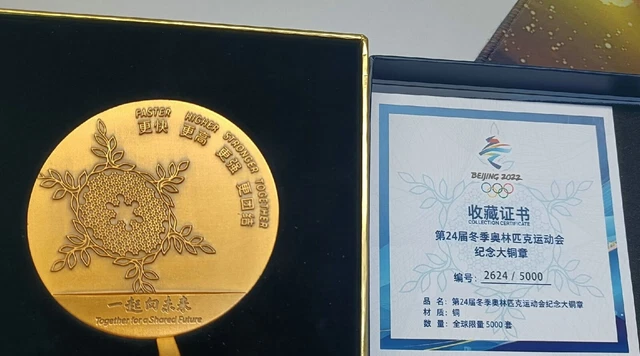 FASTER HIGHER STRONGER TOGETHER
更快 更高 更强 更团结
一起向未来
Together for a Shared Future
BEIJING 2022
收藏证书
COLLECTION CERTIFICATE
第24届冬季奥林匹克运动会
纪念大铜章
编号: 2624 / 5000
品 名: 第24届冬季奥林匹克运动会纪念大铜章
材 质: 铜
数 量: 全球限量5000套